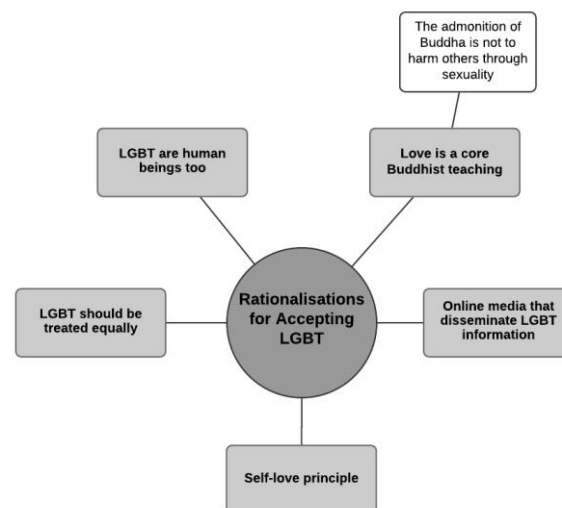 The admonition of
Buddha is not to
harm others through
sexuality
LGBT are human
beings too
Love is a core
Buddhist teaching
Rationalisations
for Accepting
LGBT
LGBT should be
treated equally
Online media that
disseminate LGBT
information
Self-love principle